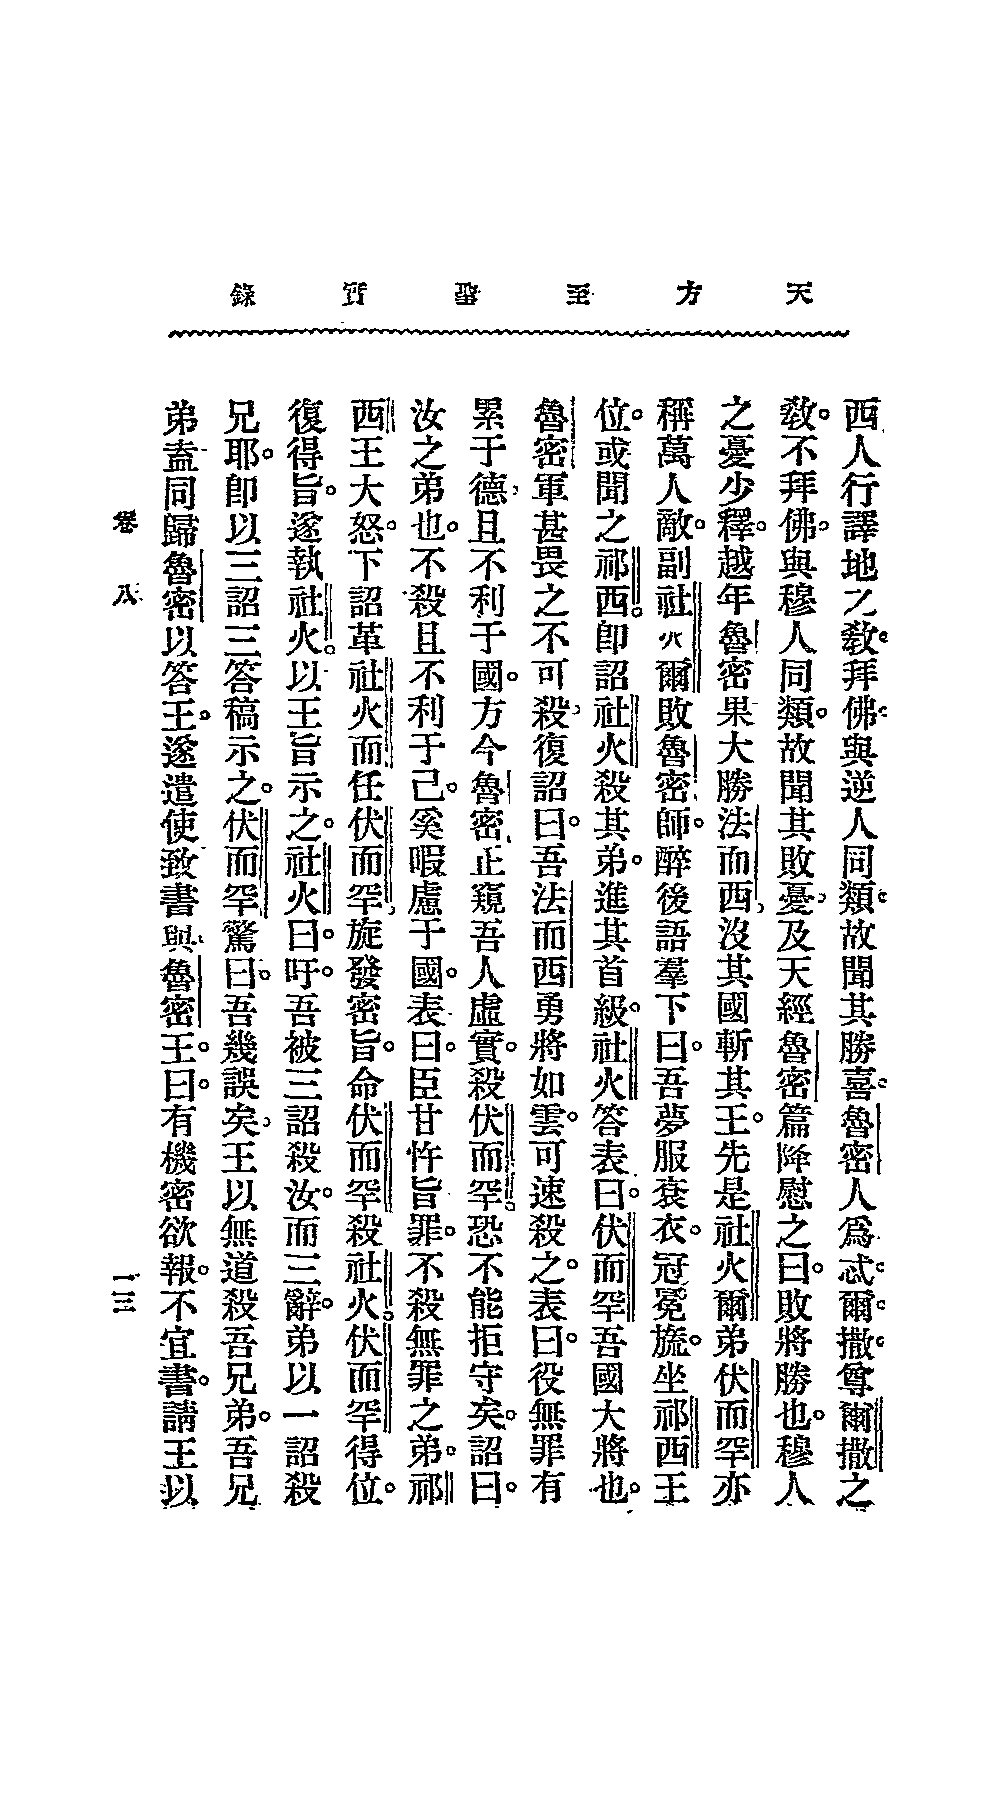 天方至聖實錄
西人行譯地之敎。拜佛。與逆人同類。故聞其勝喜。魯密人爲忒爾撒。尊爾撒之
敎。不拜佛。與穆人同類。故聞其敗憂、及天經魯密篇降慰之曰。敗將勝也。穆人
之憂少釋。越年魯密果大勝法而西、沒其國斬其王。先是社火爾弟伏而罕亦
稱萬人敵。副社火爾敗魯密師。醉後語羣下曰。吾夢服袞衣。冠冕旒。坐祁西王
位。或聞之祁西。卽詔社火殺其弟。進其首級。社火答表曰。伏而罕吾國大將也。
魯密軍甚畏之不可殺、復詔曰。吾法而西勇將如雲。可速殺之。表曰。役無罪有
累于德、且不利于國。方今魯密正窺吾人虛實。殺伏而罕。恐不能拒守矣。詔曰。
汝之弟也。不殺且不利于己。奚暇慮于國。表曰。臣甘忤旨罪。不殺無罪之弟。祁
西王大怒。下詔革社火而任伏而罕、旋發密旨。命伏而罕殺社火。伏而罕得位。
復得旨。遂執社火。以王旨示之。社火曰。吁。吾被三詔殺汝。而三辭。弟以一詔殺
兄耶。卽以三詔三答稿示之。伏而罕驚曰。吾幾誤矣、王以無道殺吾兄弟。吾兄
弟盍同歸魯密以答王。遂遣使致書與魯密王。曰。有機密欲報。不宜書。請王以
卷八
一三